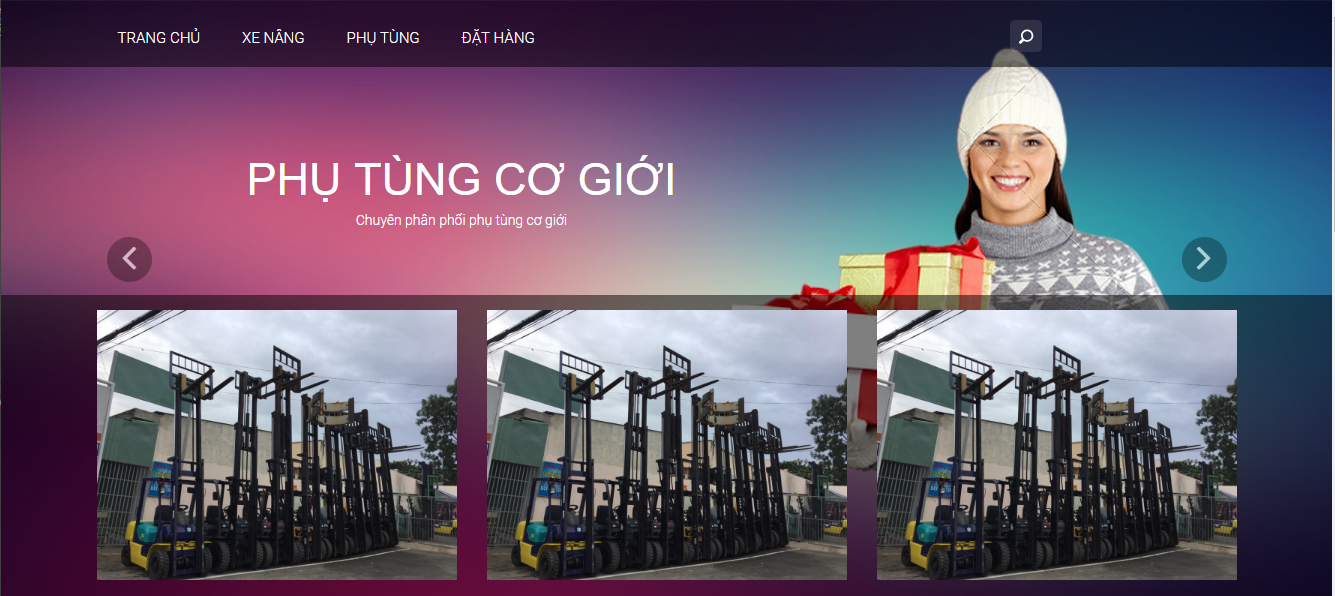 TRANG CHỦ XE NÂNG PHỤ TÙNG ĐẶT HÀNG
PHỤ TÙNG CƠ GIỚI
Chuyên phân phối phụ tùng cơ giới